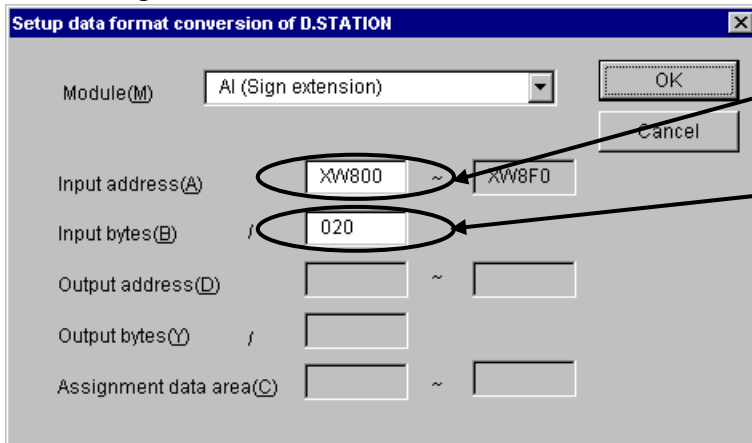 Setup data format conversion of D.STATION
Module(M) AI (Sign extension) OK
Cancel
Input address(A) XW800 ~ XW8F0
Input bytes(B) / 020
Output address(D) ~
Output bytes(Y) /
Assignment data area(C) ~